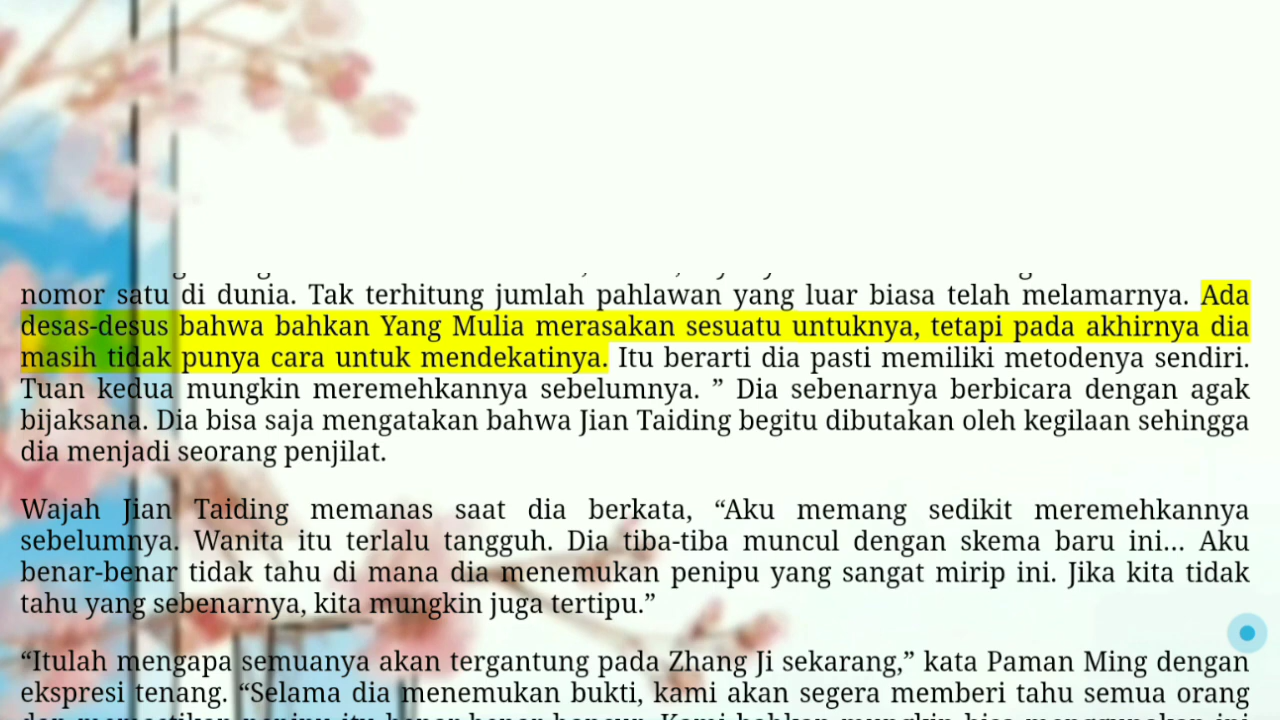 nomor satu di dunia. Tak terhitung jumlah pahlawan yang luar biasa telah melamarnya. Ada
desas-desus bahwa bahkan Yang Mulia merasakan sesuatu untuknya, tetapi pada akhirnya dia
masih tidak punya cara untuk mendekatinya. Itu berarti dia pasti memiliki metodenya sendiri.
Tuan kedua mungkin meremehkannya sebelumnya. ” Dia sebenarnya berbicara dengan agak
bijaksana. Dia bisa saja mengatakan bahwa Jian Taiding begitu dibutakan oleh kegilaan sehingga
dia menjadi seorang penjilat.
Wajah Jian Taiding memanas saat dia berkata, “Aku memang sedikit meremehkannya
sebelumnya. Wanita itu terlalu tangguh. Dia tiba-tiba muncul dengan skema baru ini... Aku
benar-benar tidak tahu di mana dia menemukan penipu yang sangat mirip ini. Jika kita tidak
tahu yang sebenarnya, kita mungkin juga tertipu.”
“Itulah mengapa semuanya akan tergantung pada Zhang Ji sekarang,” kata Paman Ming dengan
ekspresi tenang. “Selama dia menemukan bukti, kami akan segera memberi tahu semua orang